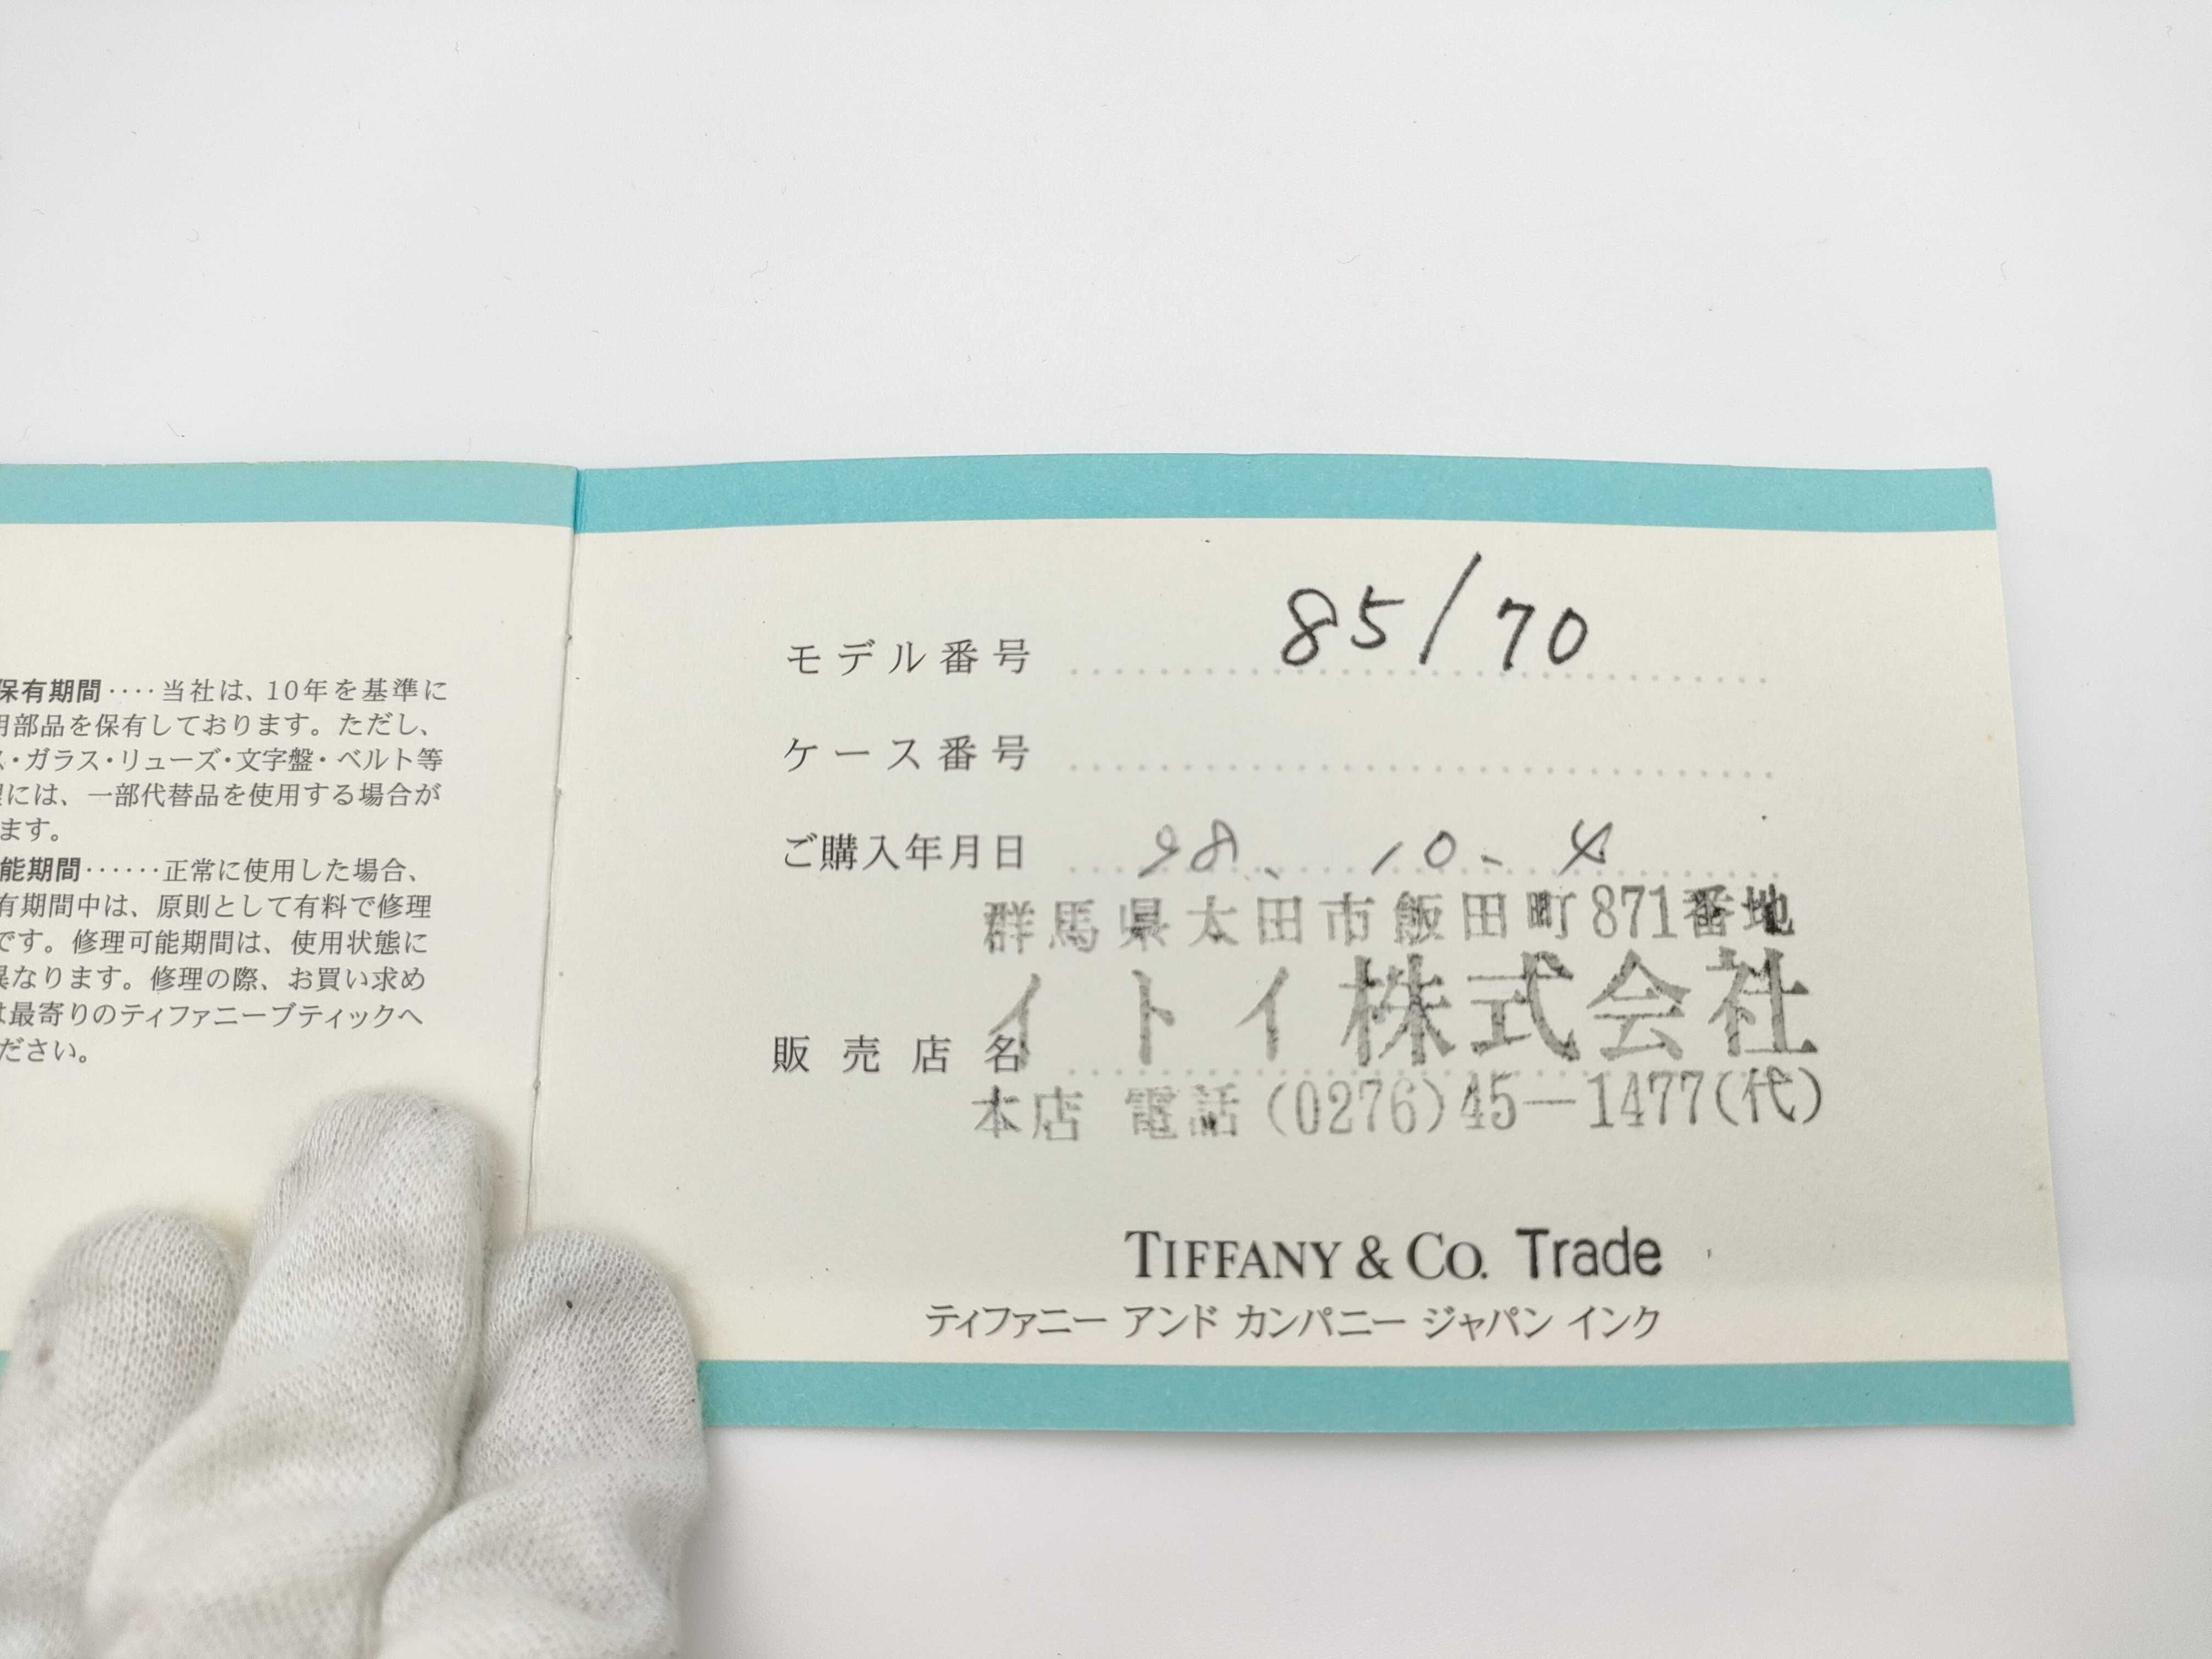 保有期間････当社は、10年を基準に
用部品を保有しております。ただし、
ス・ガラス・リューズ・文字盤・ベルト等
には、一部代替品を使用する場合が
ます。
能期間･･････正常に使用した場合、
有期間中は、原則として有料で修理
です。修理可能期間は、使用状態に
異なります。修理の際、お買い求め
は最寄りのティファニーブティックへ
ださい。
モデル番号 85/70
ケース番号
ご購入年月日 98. 10. 4
群馬県太田市飯田町871番地
イトイ株式会社
販売店名
本店 電話(0276)45-1477(代)
TIFFANY & CO. Trade
ティファニー アンド カンパニー ジャパン インク